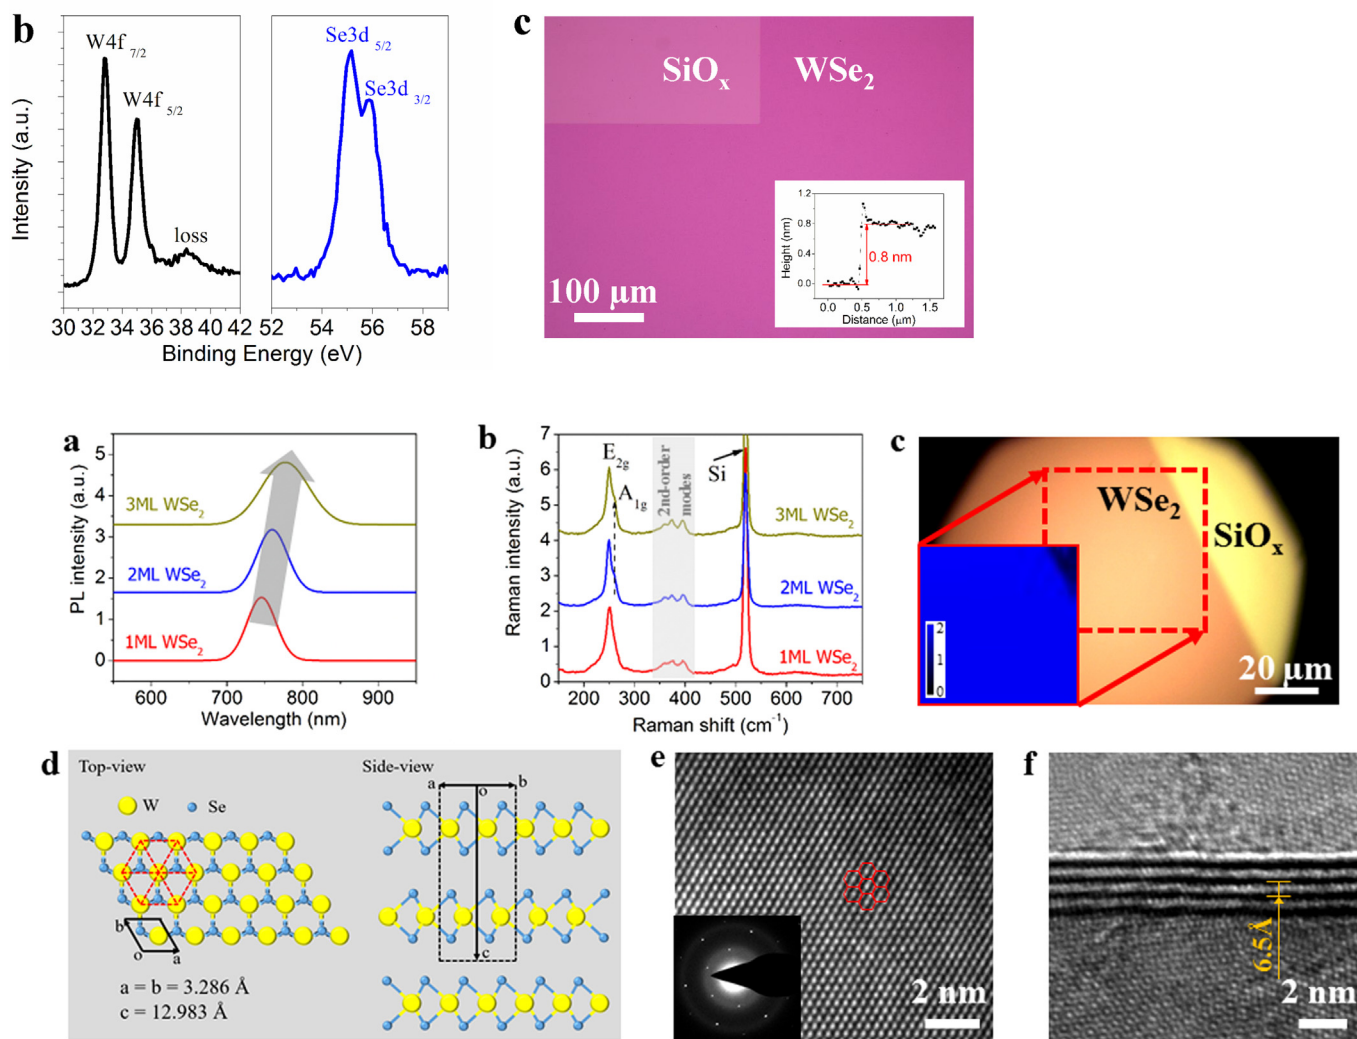 b
W4f 7/2
W4f 5/2
loss
Intensity (a.u.)
30 32 34 36 38 40 42
Se3d 5/2
Se3d 3/2
52 54 56 58
Binding Energy (eV)
c
SiOx
WSe2
100 μm
1.2
0.8
0.4
0.0
Height (nm)
0.8 nm
0.0 0.5 1.0 1.5
Distance (μm)
a
PL intensity (a.u.)
5
4
3
2
1
0
3ML WSe2
2ML WSe2
1ML WSe2
600 700 800 900
Wavelength (nm)
b
Raman intensity (a.u.)
7
6
5
4
3
2
1
0
E2g
A1g
2nd-order
modes
Si
3ML WSe2
2ML WSe2
1ML WSe2
200 300 400 500 600 700
Raman shift (cm-1)
c
WSe2
SiOx
2
1
0
20 μm
d
Top-view
W
Se
b
o
a
a = b = 3.286 Å
c = 12.983 Å
Side-view
a
b
o
c
e
2 nm
f
6.5Å
2 nm